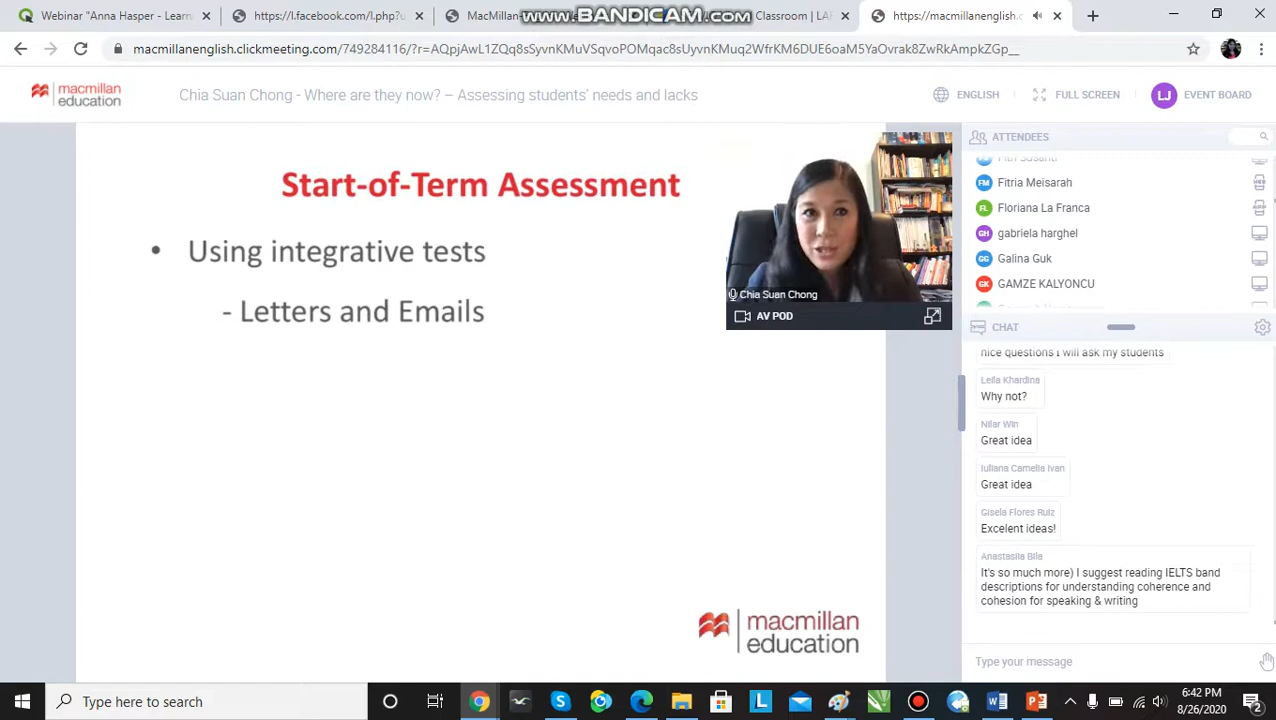 Webinar "Anna Hasper - Learn
https://l.facebook.com/l.php?
MacMillan-
www.BANDICAM.com
Classroom | LA
https://macmillanenglish.c
macmillanenglish.clickmeeting.com/749284116/?r=AQpjAwL1ZQq8sSyvnKMuVSqvoPOMqac8sUyvnKMuq2WfrKM6DUE6oaM5YaOvrak8ZwRkAmpkZGp__
macmillan
education
Chia Suan Chong - Where are they now? – Assessing students' needs and lacks
ENGLISH
FULL SCREEN
LJ
EVENT BOARD
Start-of-Term Assessment
• Using integrative tests
- Letters and Emails
Chia Suan Chong
AV POD
macmillan
education
ATTENDEES
Fitri Susanti
FM Fitria Meisarah
FL Floriana La Franca
GH gabriela harghel
GG Galina Guk
GK GAMZE KALYONCU
CHAT
nice questions I will ask my students
Leila Khardina
Why not?
Nilar Win
Great idea
Iuliana Camelia Ivan
Great idea
Gisela Flores Ruiz
Excelent ideas!
Anastasiia Bila
It's so much more) I suggest reading IELTS band
descriptions for understanding coherence and
cohesion for speaking & writing
Type your message
Type here to search
6:42 PM
8/26/2020
2